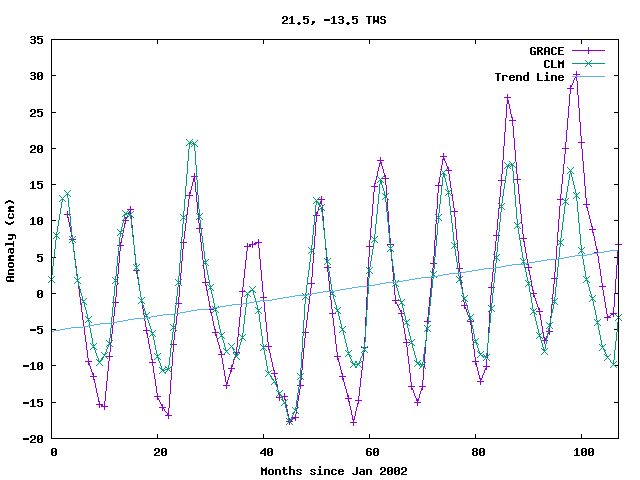 21.5, -13.5 TWS
GRACE
CLM
Trend Line
35
30
25
20
15
10
5
0
-5
-10
-15
-20
Anomaly (cm)
0 20 40 60 80 100
Months since Jan 2002